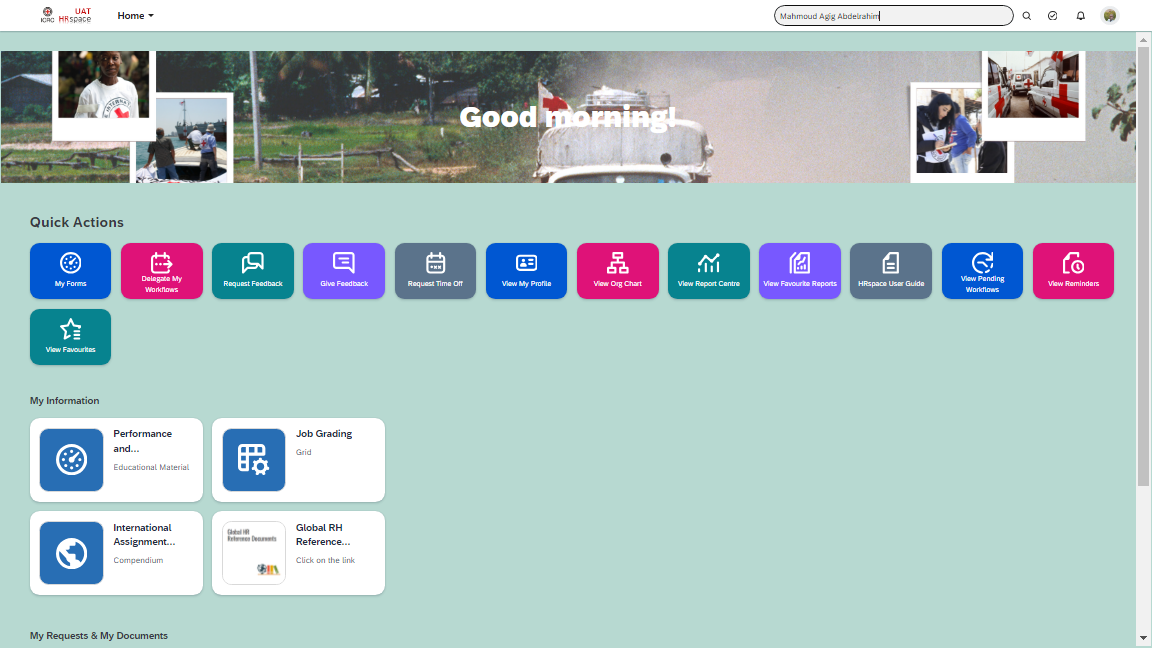 UAT
ICRC HRspace
Home
Mahmoud Agig Abdelrahim
Good morning!
Quick Actions
My Forms
Delegate My
Workflows
Request Feedback
Give Feedback
Request Time Off
View My Profile
View Org Chart
View Report Centre
View Favourite Reports
HRspace User Guide
View Pending
Workflows
View Reminders
View Favourites
My Information
Performance
and...
Educational Material
Job Grading
Grid
International
Assignment...
Compendium
Global HR
Reference Documents
Global RH
Reference...
Click on the link
My Requests & My Documents